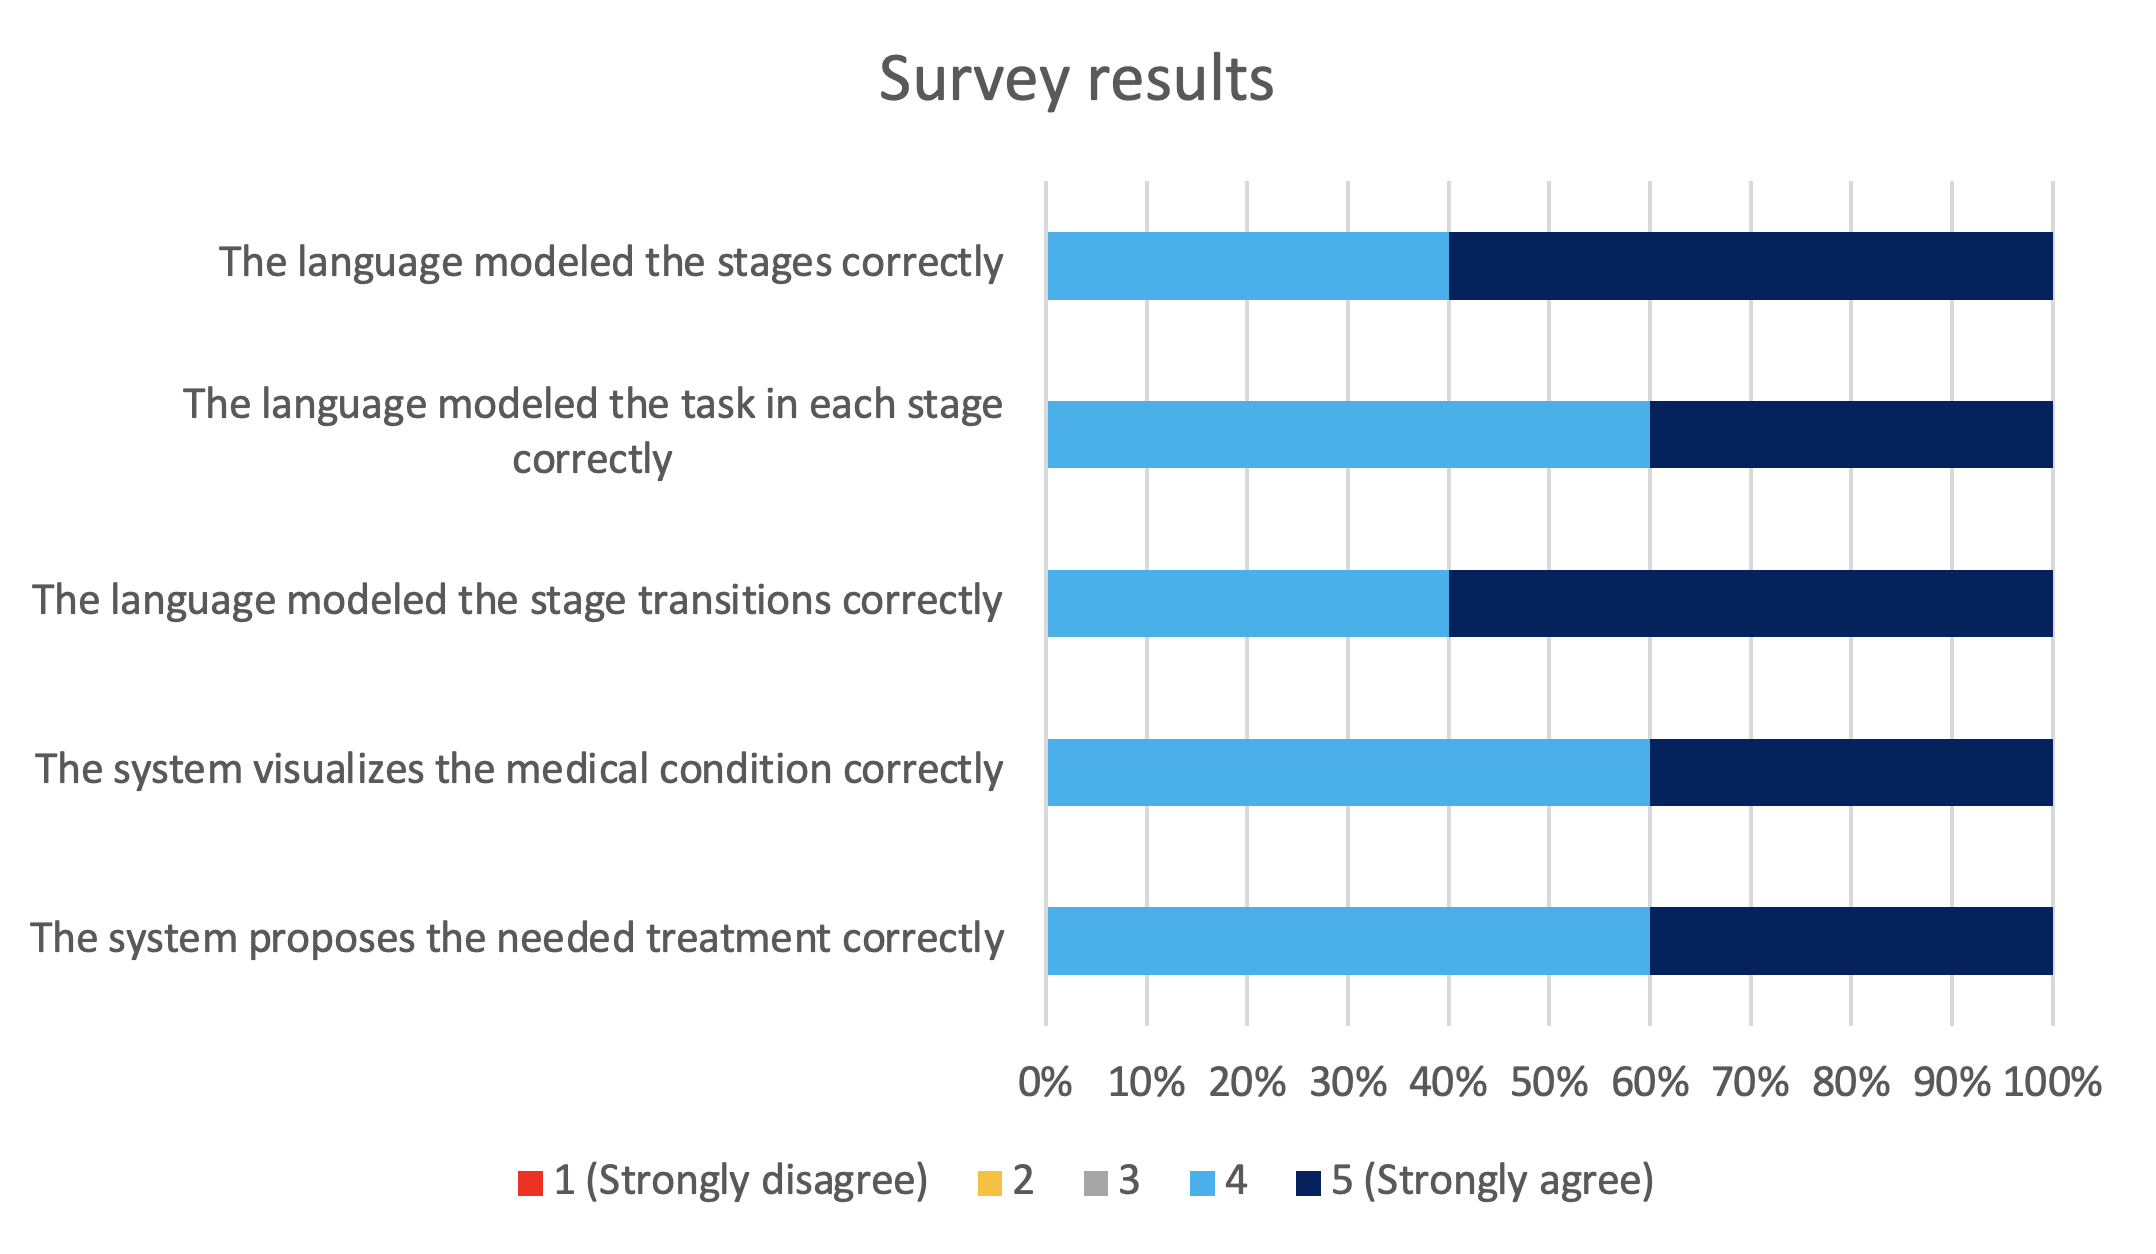 Survey results
The language modeled the stages correctly
The language modeled the task in each stage
correctly
The language modeled the stage transitions correctly
The system visualizes the medical condition correctly
The system proposes the needed treatment correctly
0% 10% 20% 30% 40% 50% 60% 70% 80% 90% 100%
1 (Strongly disagree) 2 3 4 5 (Strongly agree)